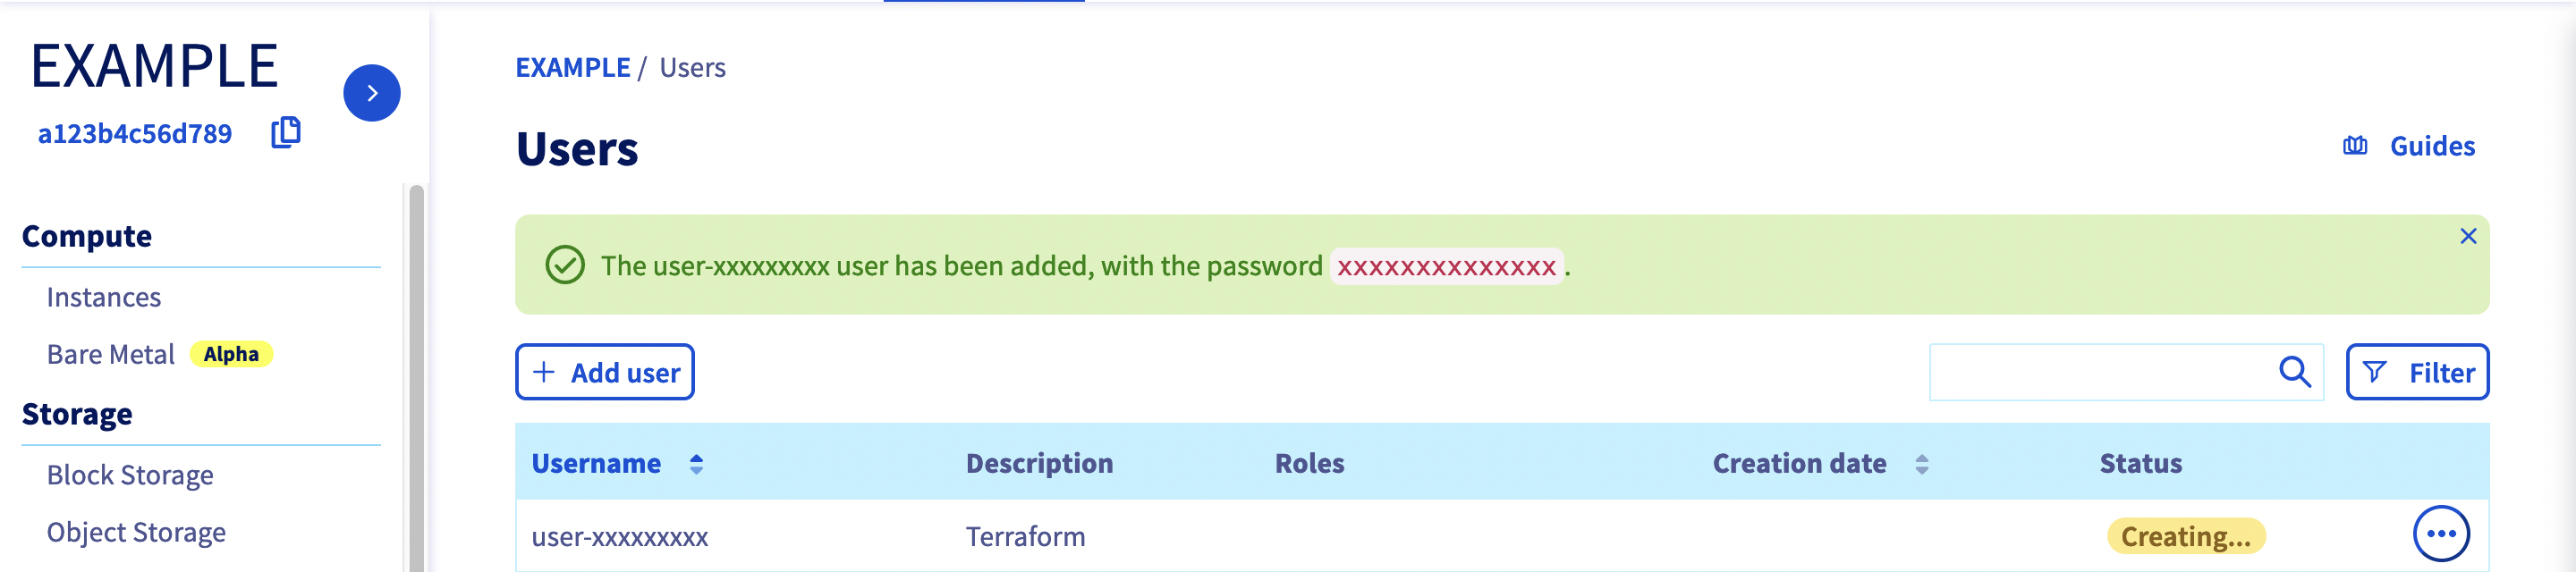 EXAMPLE
a123b4c56d789
Compute
Instances
Bare Metal Alpha
Storage
Block Storage
Object Storage
EXAMPLE / Users
Users
Guides
The user-xxxxxxxxx user has been added, with the password xxxxxxxxxxxxxx.
Add user
Filter
Username Description Roles Creation date Status
user-xxxxxxxxx Terraform Creating...